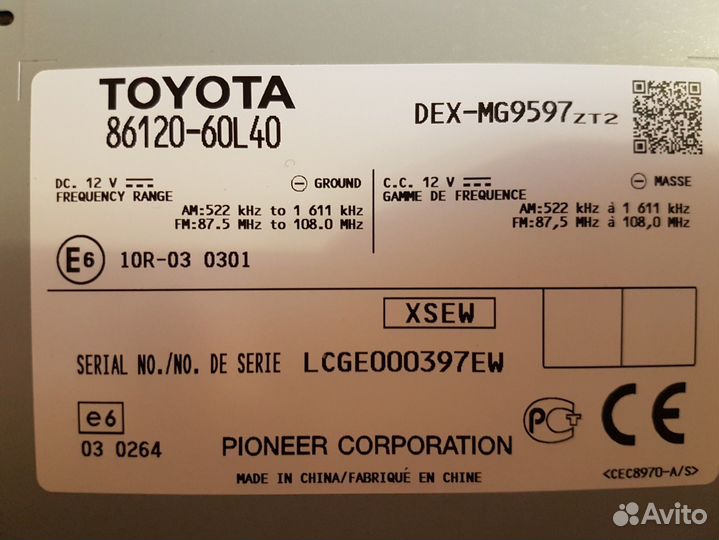 TOYOTA
86120-60L40
DEX-MG9597ZT2
DC. 12 V
GROUND
FREQUENCY RANGE
AM:522 kHz to 1 611 kHz
FM:87.5 MHz to 108.0 MHz
C.C. 12 V
MASSE
GAMME DE FREQUENCE
AM:522 kHz à 1 611 kHz
FM:87,5 MHz à 108,0 MHz
E6 10R-03 0301
XSEW
SERIAL NO./NO. DE SERIE LCGE000397EW
e6
03 0264
PIONEER CORPORATION
MADE IN CHINA/FABRIQUÉ EN CHINE
РСТ
CE
<CEC8970-A/S>
Avito